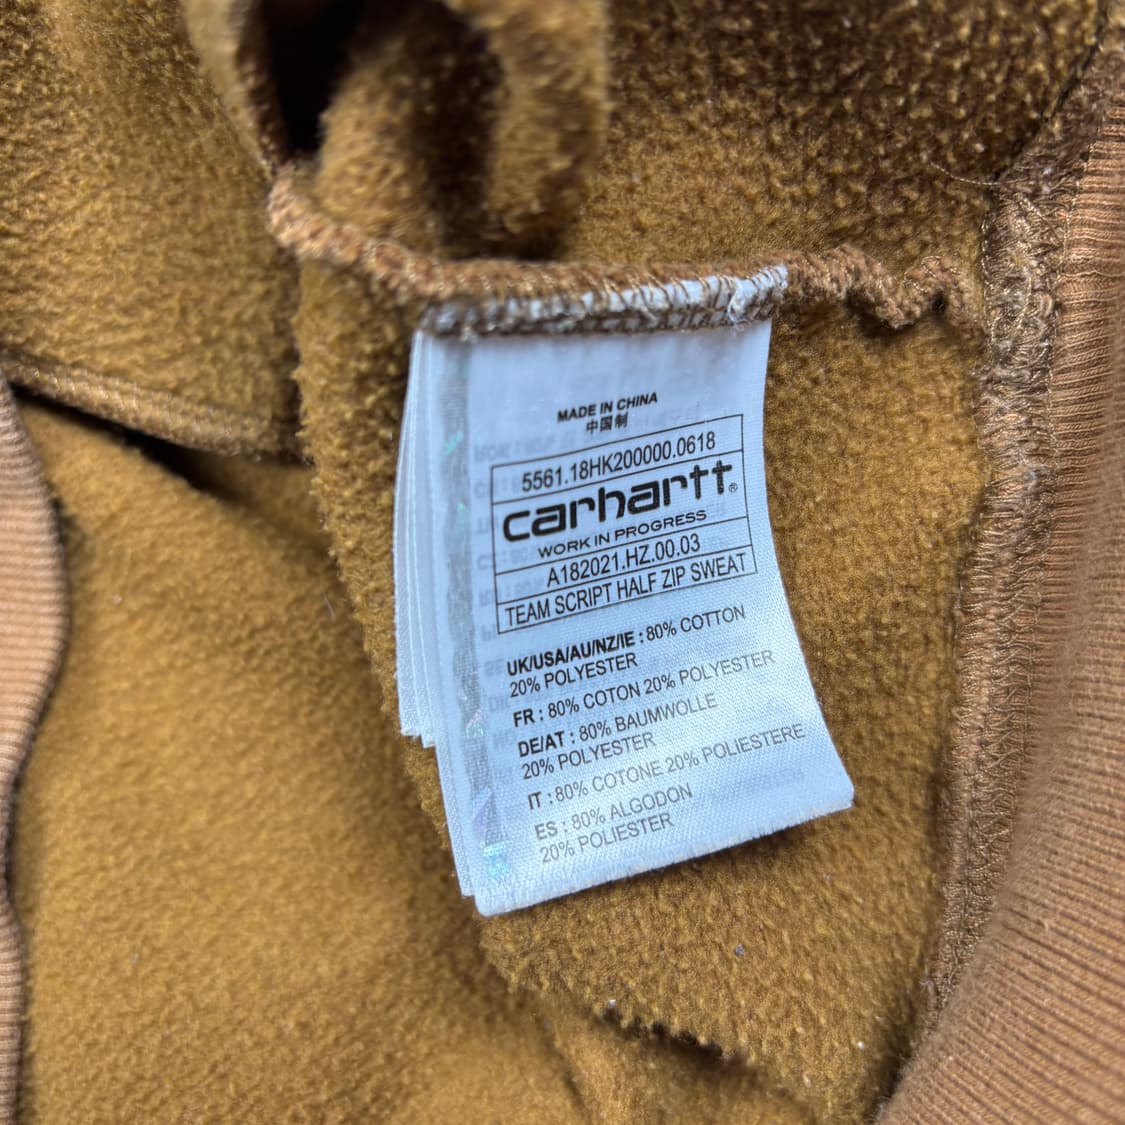 MADE IN CHINA
中国制
5561.18HK200000.0618
carhartt®
WORK IN PROGRESS
A182021.HZ.00.03
TEAM SCRIPT HALF ZIP SWEAT
UK/USA/AU/NZ/IE : 80% COTTON
20% POLYESTER
FR : 80% COTON 20% POLYESTER
DE/AT : 80% BAUMWOLLE
20% POLYESTER
IT : 80% COTONE 20% POLIESTERE
ES : 80% ALGODON
20% POLIESTER